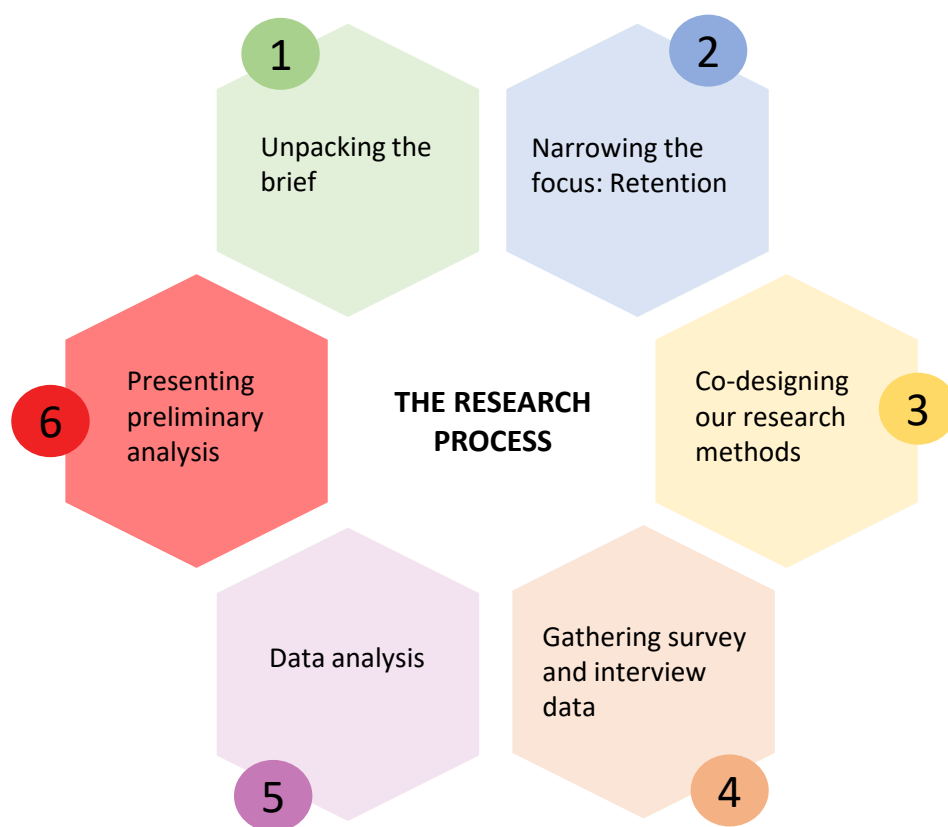 1
Unpacking the
brief
2
Narrowing the
focus: Retention
3
Co-designing
our research
methods
4
Gathering survey
and interview
data
5
Data analysis
6
Presenting
preliminary
analysis
THE RESEARCH
PROCESS